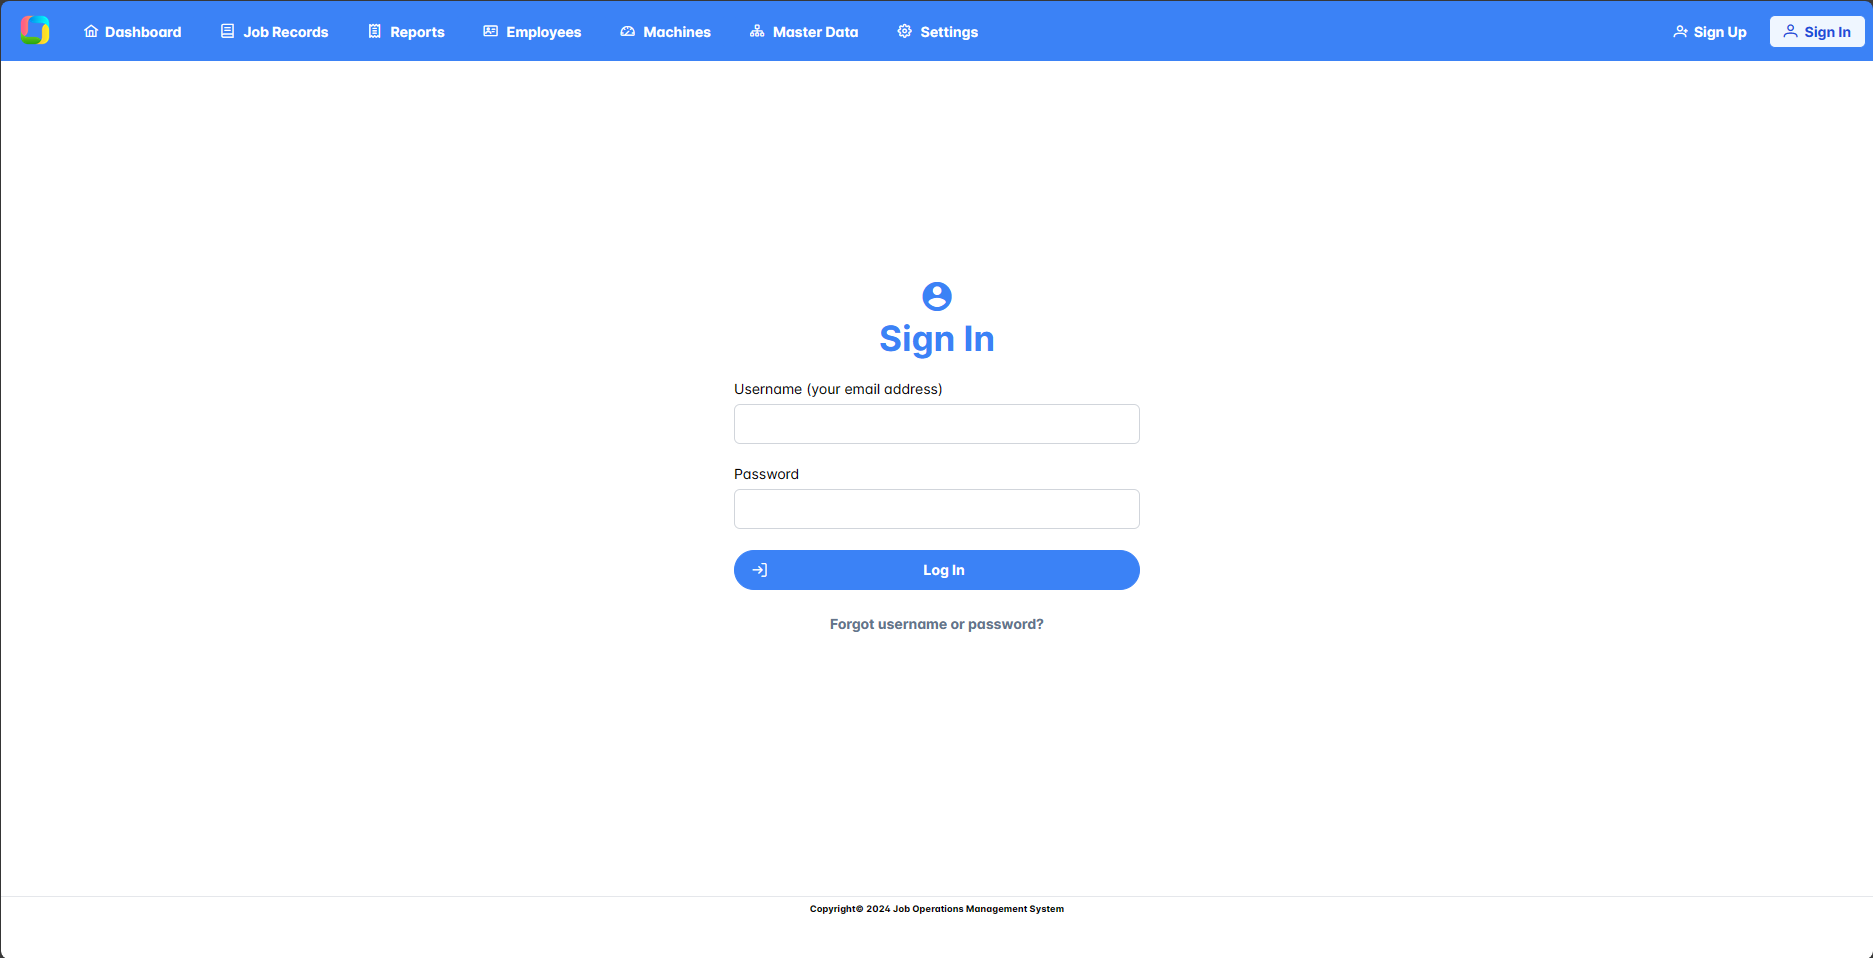 Dashboard Job Records Reports Employees Machines Master Data Settings Sign Up Sign In
Sign In
Username (your email address)
Password
Log In
Forgot username or password?
Copyright© 2024 Job Operations Management System